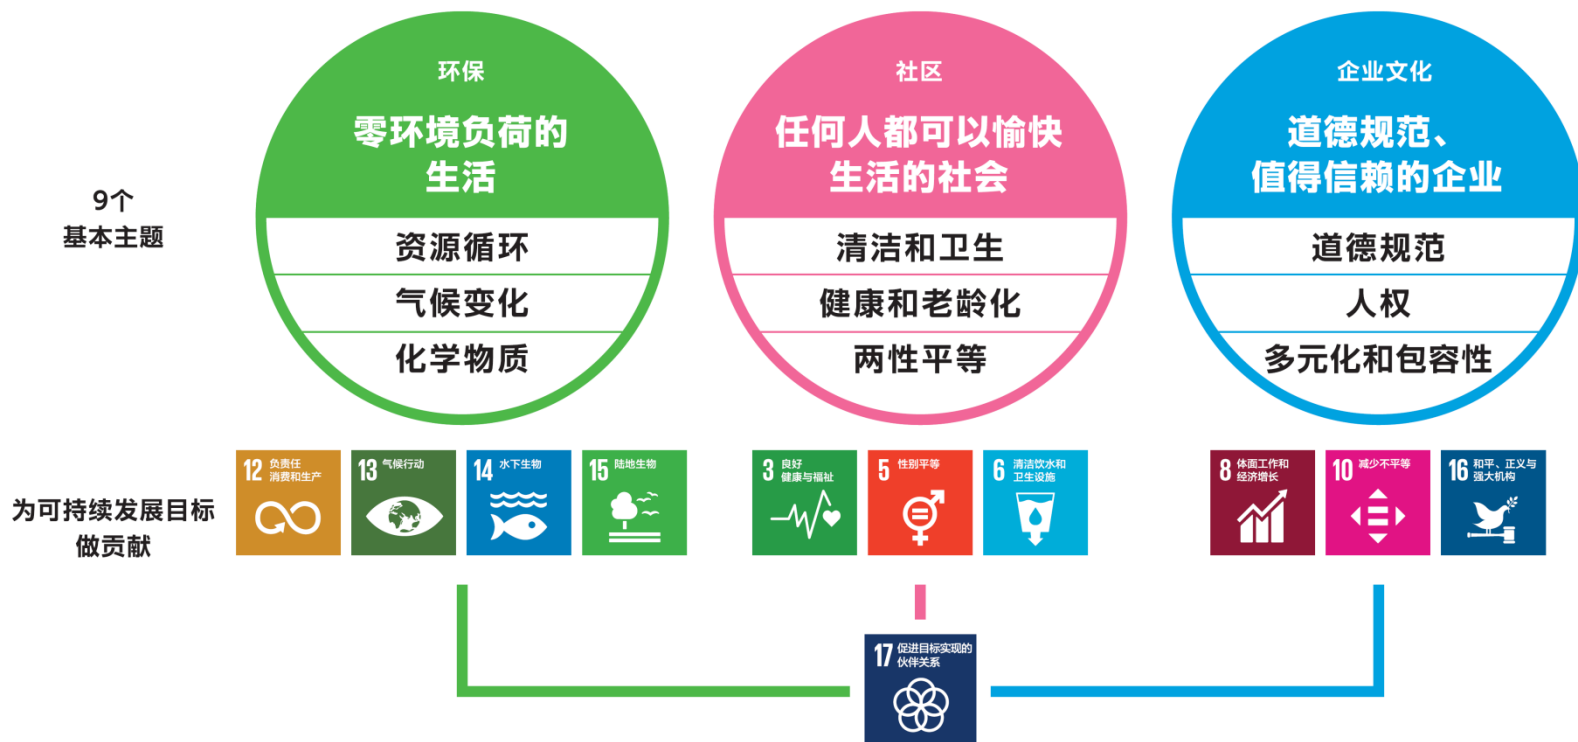 环保
零环境负荷的
生活
资源循环
气候变化
化学物质
社区
任何人都可以愉快
生活的社会
清洁和卫生
健康和老龄化
两性平等
企业文化
道德规范、
值得信赖的企业
道德规范
人权
多元化和包容性
9个
基本主题
为可持续发展目标
做贡献
12 负责任
消费和生产
13 气候行动
14 水下生物
15 陆地生物
3 良好
健康与福祉
5 性别平等
6 清洁饮水和
卫生设施
8 体面工作和
经济增长
10 减少不平等
16 和平、正义与
强大机构
17 促进目标实现的
伙伴关系